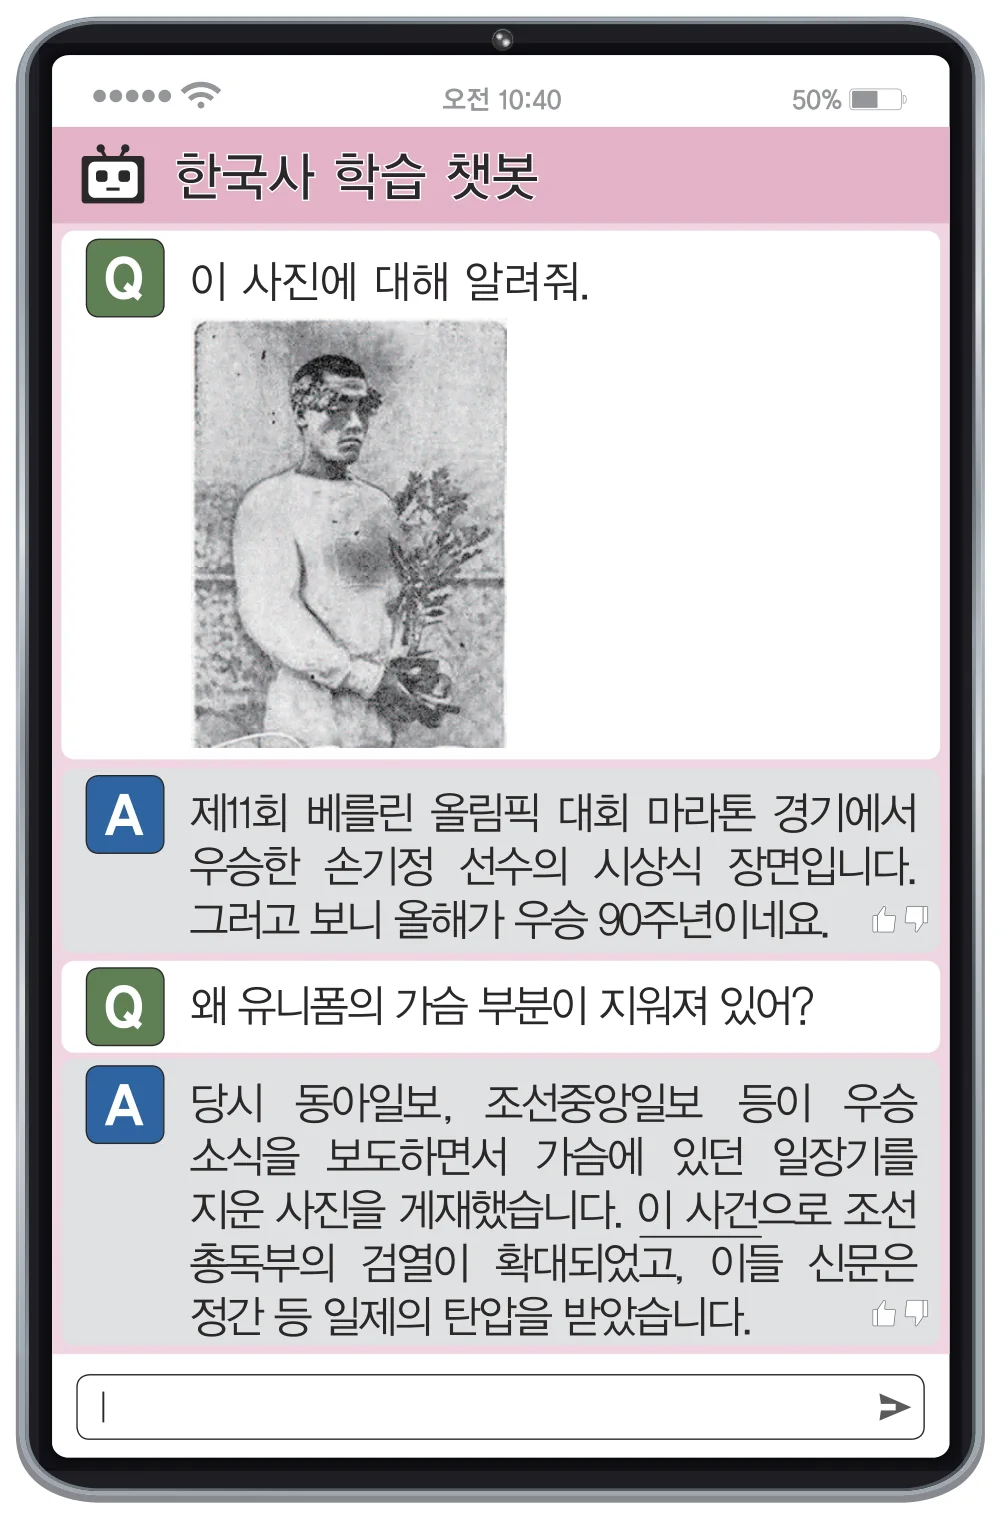 오전 10:40
50%
한국사 학습 챗봇
Q
이 사진에 대해 알려줘.
A
제11회 베를린 올림픽 대회 마라톤 경기에서
우승한 손기정 선수의 시상식 장면입니다.
그러고 보니 올해가 우승 90주년이네요.
Q
왜 유니폼의 가슴 부분이 지워져 있어?
A
당시 동아일보, 조선중앙일보 등이 우승
소식을 보도하면서 가슴에 있던 일장기를
지운 사진을 게재했습니다. 이 사건으로 조선
총독부의 검열이 확대되었고, 이들 신문은
정간 등 일제의 탄압을 받았습니다.